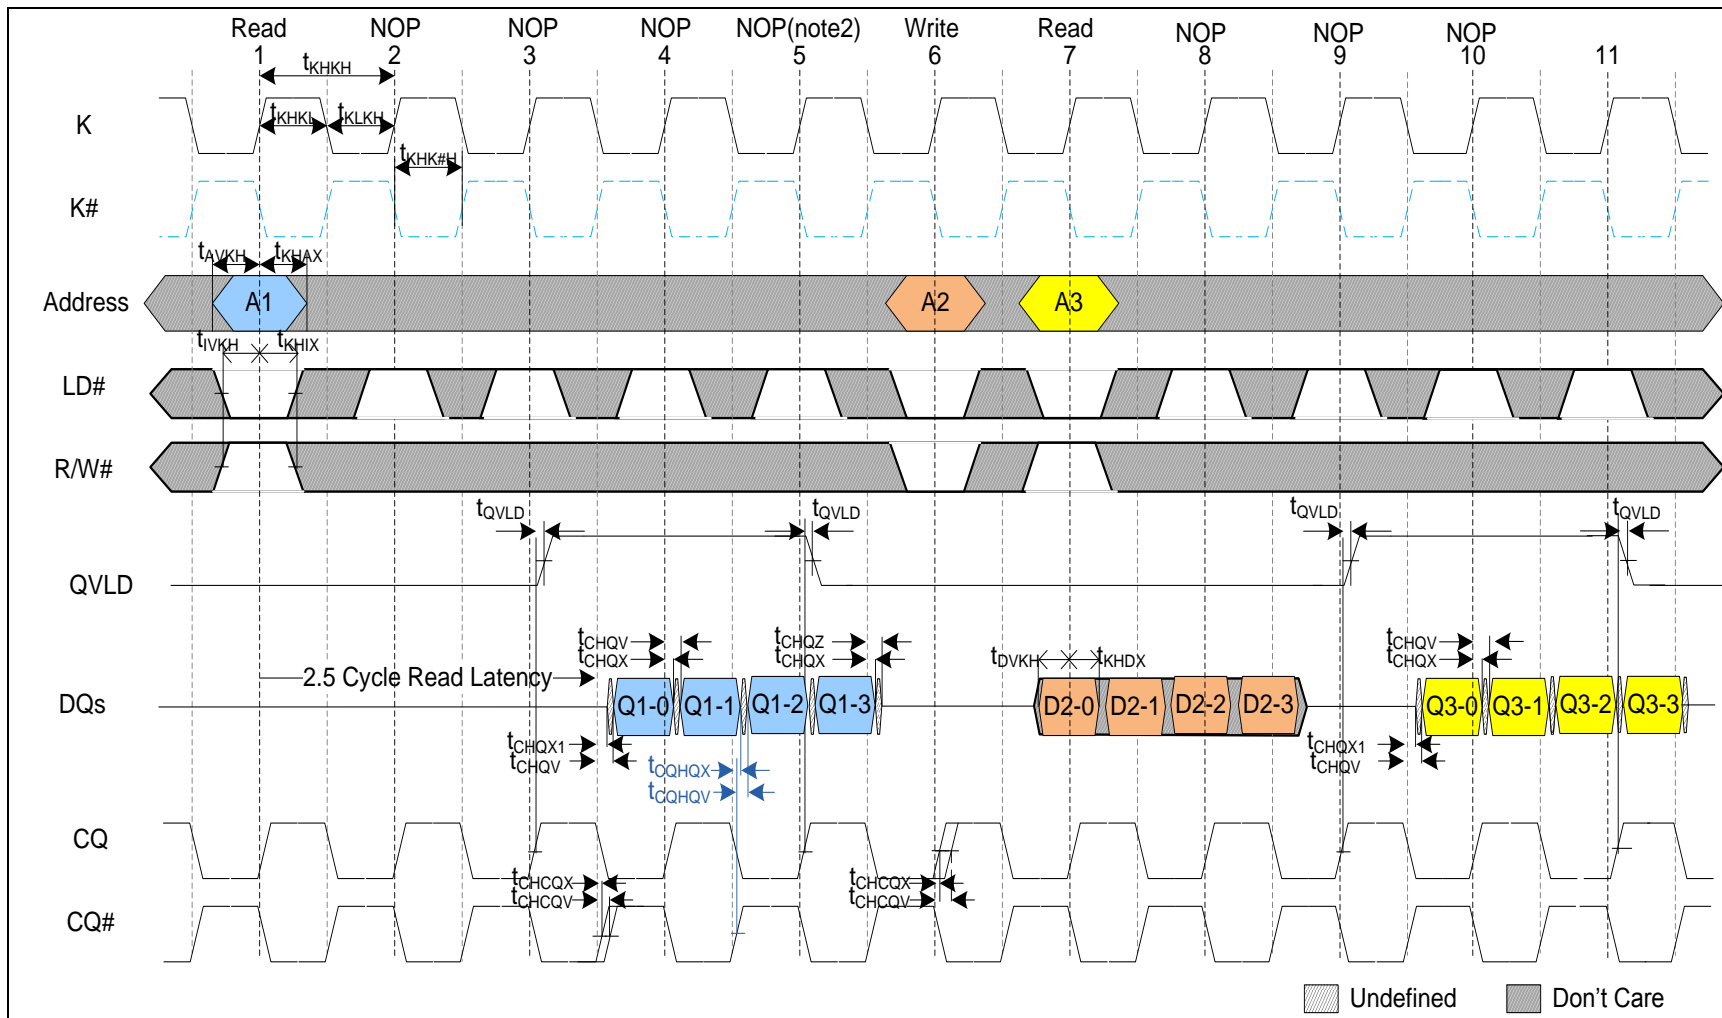 Read NOP NOP NOP NOP(note2) Write Read NOP NOP NOP
1 2 3 4 5 6 7 8 9 10 11
tKHKH
K
tKHKL tKLKH
tKHK#H
K#
tAVKH tKHAX
Address A1 A2 A3
tIVKH tKHIX
LD#
R/W#
tQVLD tQVLD tQVLD tQVLD
QVLD
tCHQV tCHQZ tCHQV
tCHQX tCHQX tDVKH tKHDX tCHQX
2.5 Cycle Read Latency
DQs Q1-0 Q1-1 Q1-2 Q1-3 D2-0 D2-1 D2-2 D2-3 Q3-0 Q3-1 Q3-2 Q3-3
tCHQX1 tCHQX1
tCHQV tCHQV
tCQHQX
tCQHQV
CQ
tCHCQX tCHCQX
tCHCQV tCHCQV
CQ#
Undefined Don't Care